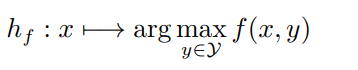 h_f : x ⟼ arg max_{y∈𝒴} f(x, y)